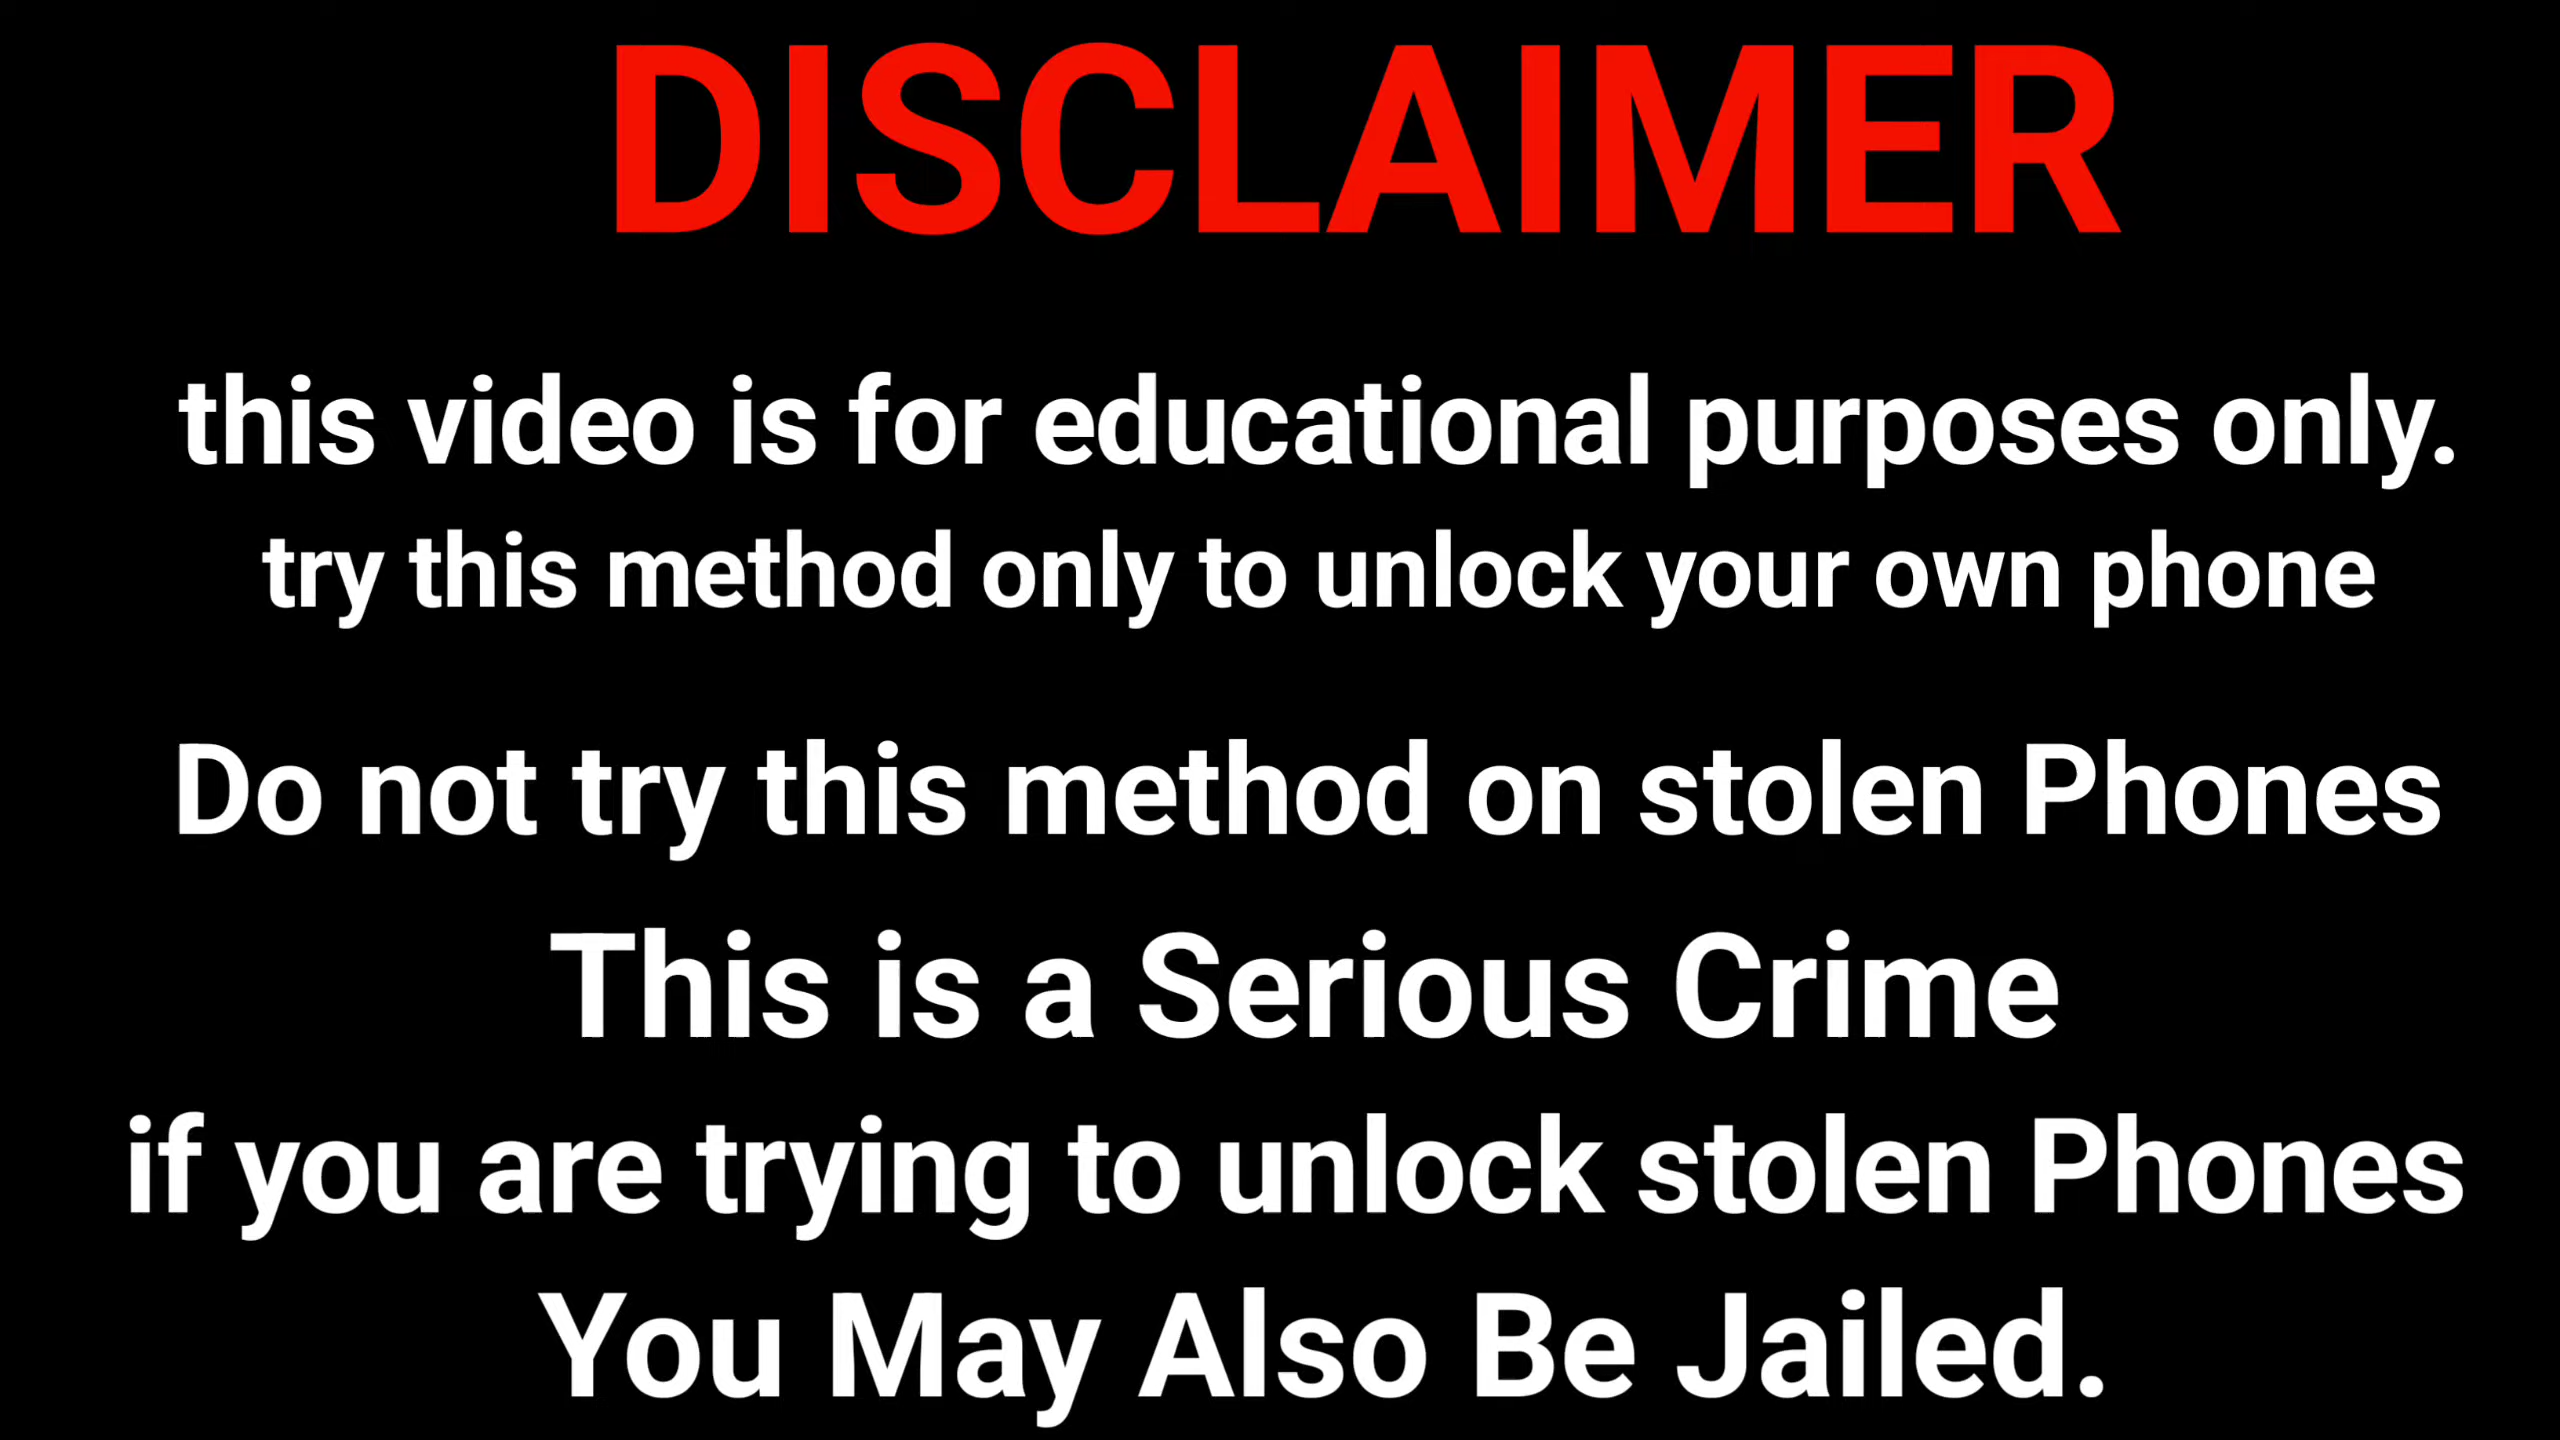 DISCLAIMER
this video is for educational purposes only.
try this method only to unlock your own phone
Do not try this method on stolen Phones
This is a Serious Crime
if you are trying to unlock stolen Phones
You May Also Be Jailed.